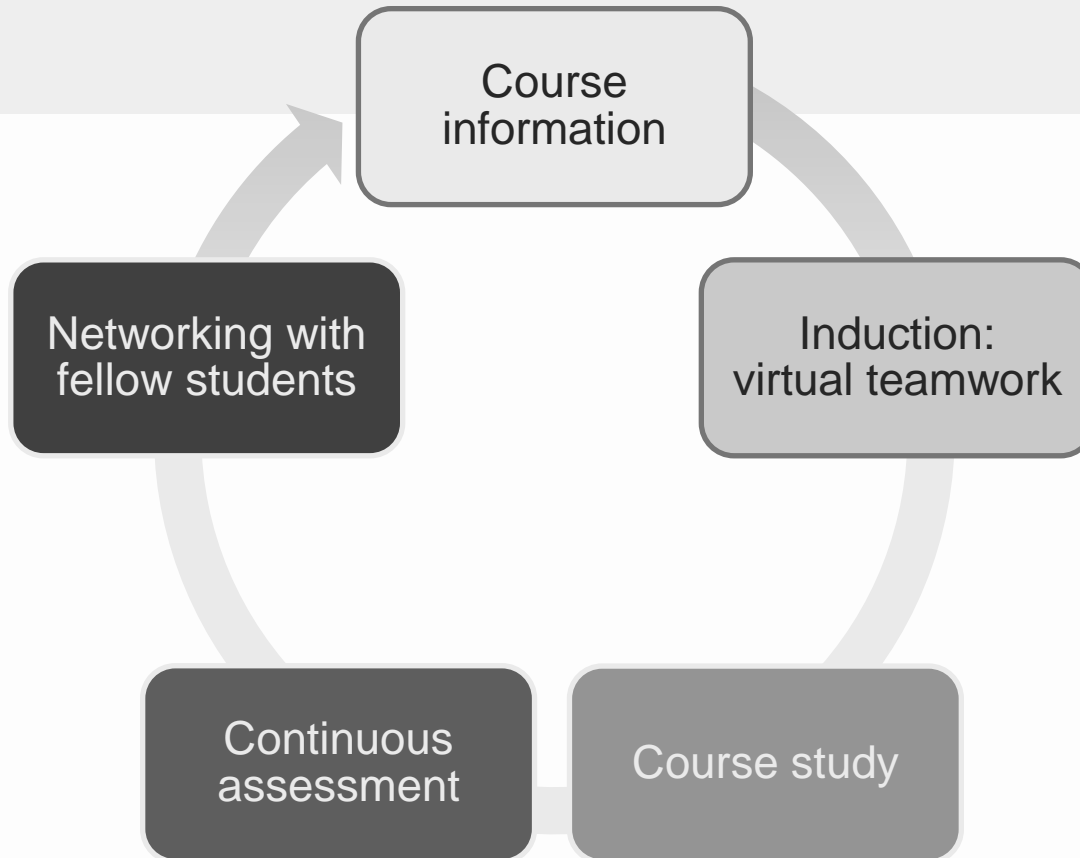 Course
information
Induction:
virtual teamwork
Course study
Continuous
assessment
Networking with
fellow students